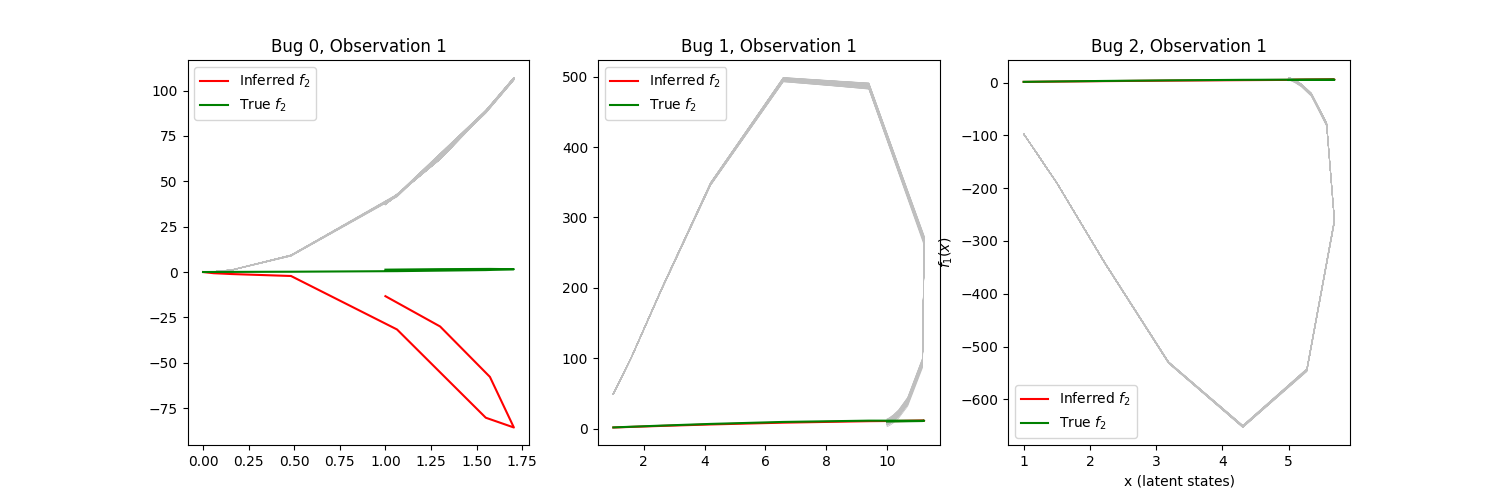 Bug 0, Observation 1
Inferred f₂
True f₂
100
75
50
25
0
−25
−50
−75
0.00 0.25 0.50 0.75 1.00 1.25 1.50 1.75
Bug 1, Observation 1
Inferred f₂
True f₂
500
400
300
200
100
0
2 4 6 8 10
Bug 2, Observation 1
f₁(x)
0
−100
−200
−300
−400
−500
−600
Inferred f₂
True f₂
1 2 3 4 5
x (latent states)